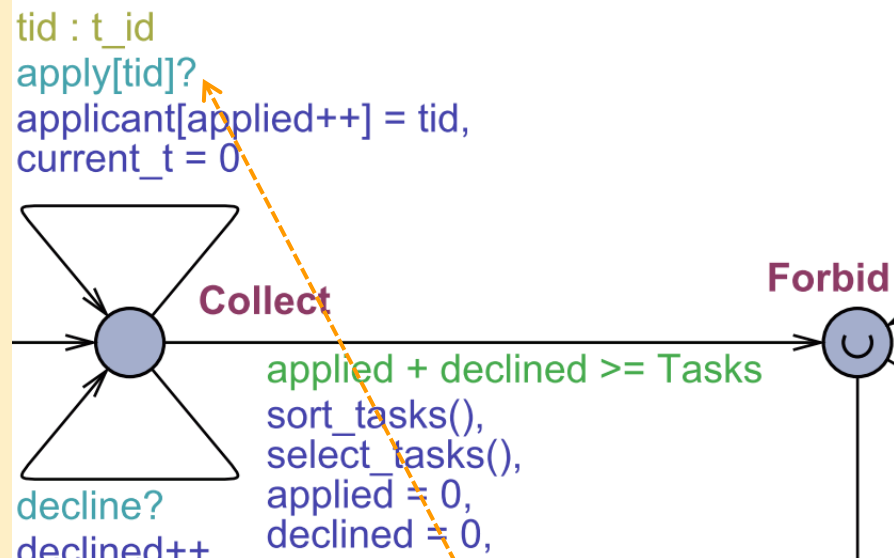 tid : t_id
apply[tid]?
applicant[applied++] = tid,
current_t = 0
Collect
Forbid
applied + declined >= Tasks
sort_tasks(),
select_tasks(),
applied = 0,
declined = 0,
decline?
declined++